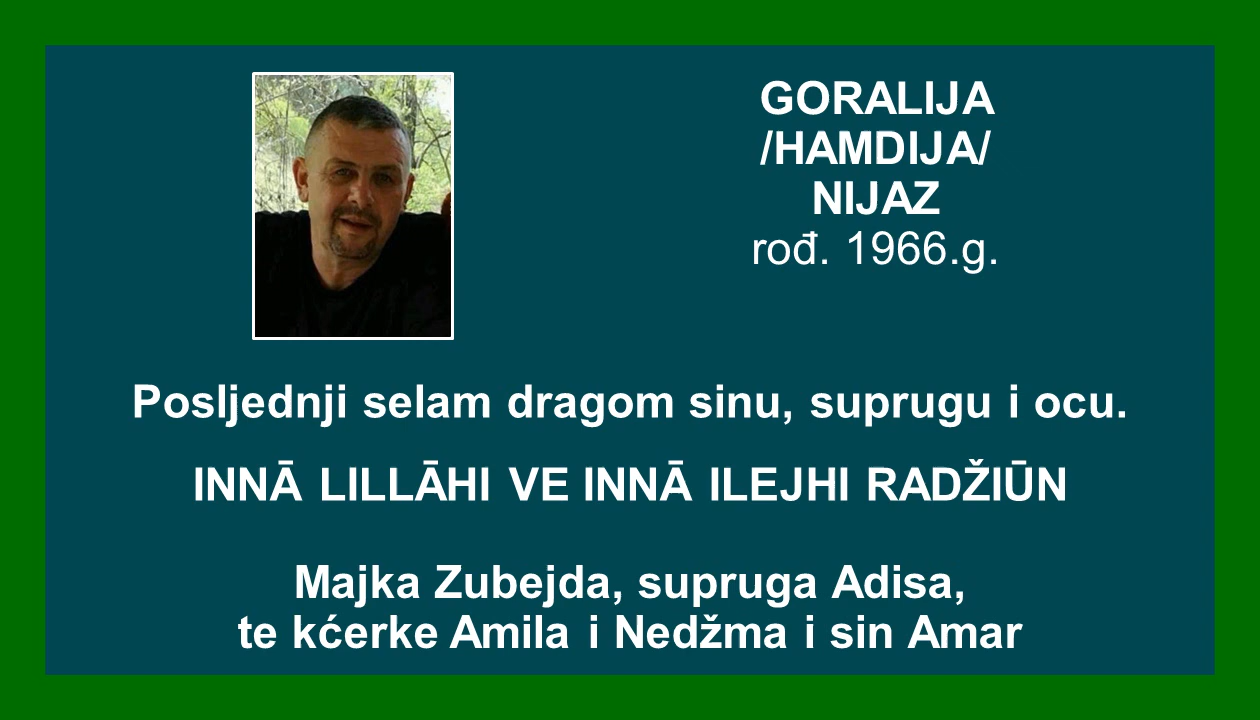 GORALIJA
/HAMDIJA/
NIJAZ
rođ. 1966.g.
Posljednji selam dragom sinu, suprugu i ocu.
INNĀ LILLĀHI VE INNĀ ILEJHI RADŽIŪN
Majka Zubejda, supruga Adisa,
te kćerke Amila i Nedžma i sin Amar